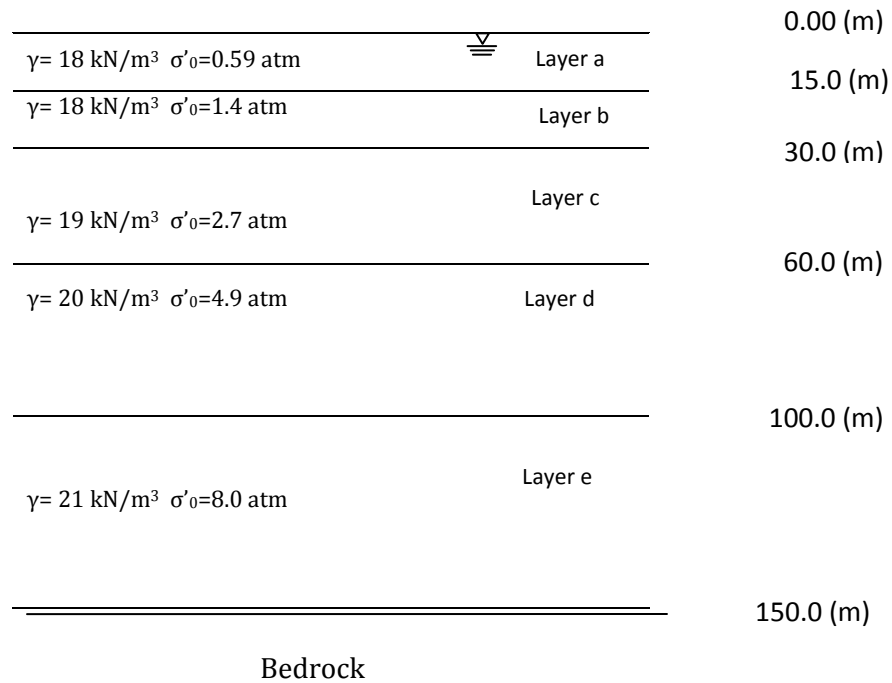 0.00 (m)
γ= 18 kN/m³ σ’₀=0.59 atm Layer a
15.0 (m)
γ= 18 kN/m³ σ’₀=1.4 atm Layer b
30.0 (m)
Layer c
γ= 19 kN/m³ σ’₀=2.7 atm
60.0 (m)
γ= 20 kN/m³ σ’₀=4.9 atm Layer d
100.0 (m)
Layer e
γ= 21 kN/m³ σ’₀=8.0 atm
150.0 (m)
Bedrock